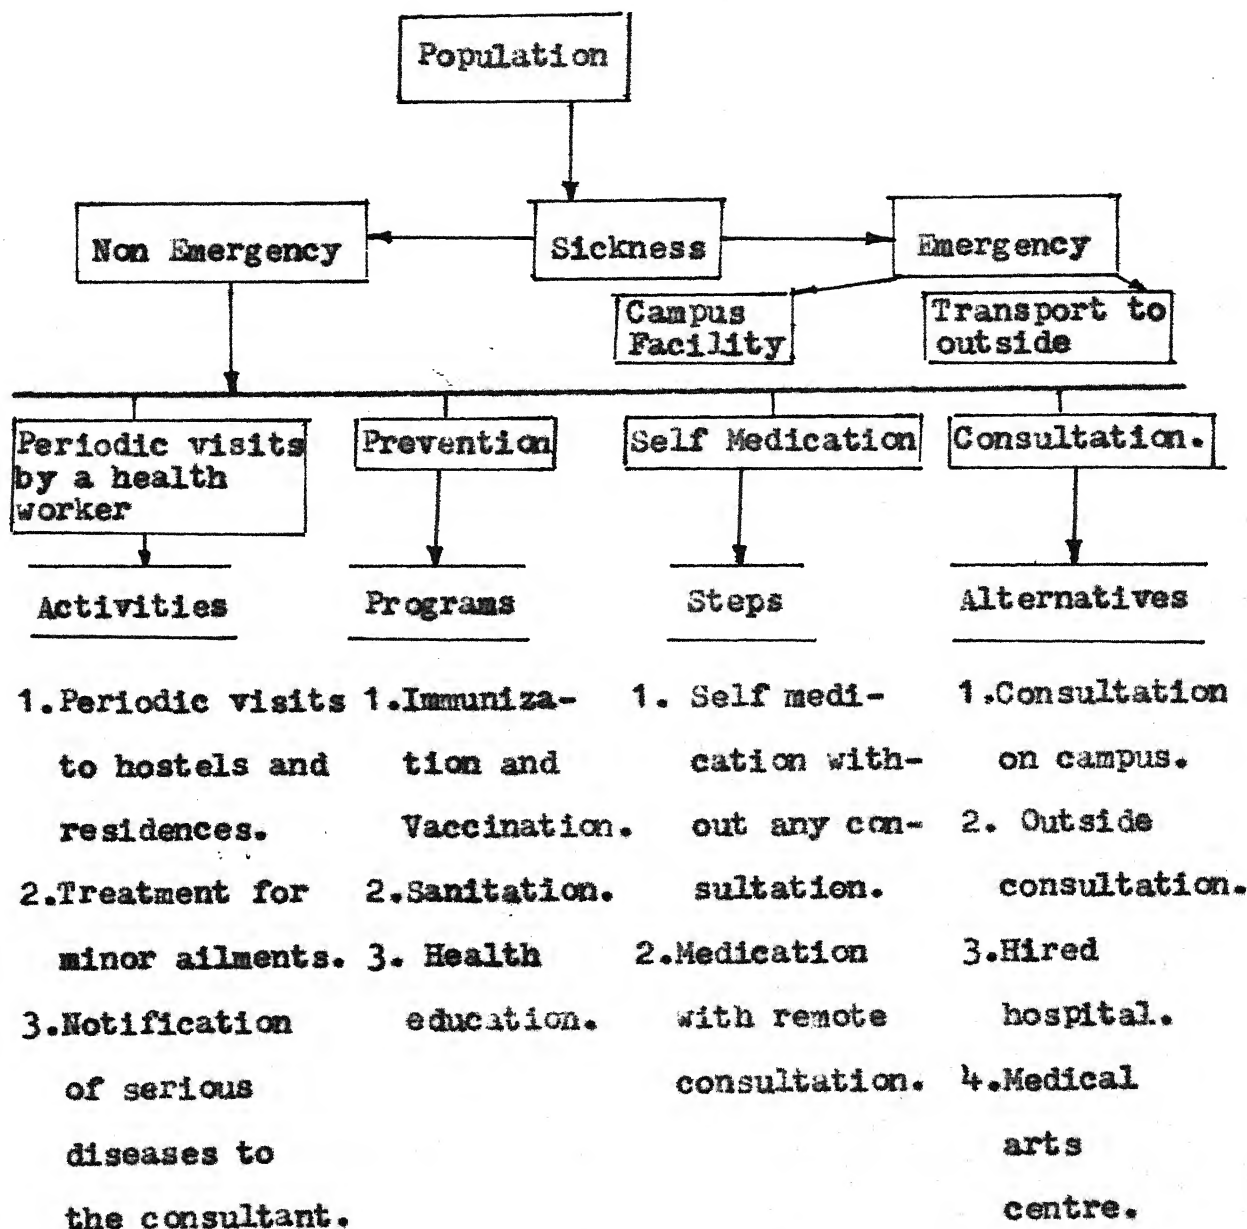 Population
Non Emergency
Sickness
Emergency
Campus
Facility
Transport to
outside
Periodic visits
by a health
worker
Prevention
Self Medication
Consultation.
Activities
Programs
Steps
Alternatives
1.Periodic visits
to hostels and
residences.
2.Treatment for
minor ailments.
3.Notification
of serious
diseases to
the consultant.
1.Immuniza-
tion and
Vaccination.
2.Sanitation.
3. Health
education.
1. Self medi-
cation with-
out any con-
sultation.
2.Medication
with remote
consultation.
1.Consultation
on campus.
2. Outside
consultation.
3.Hired
hospital.
4.Medical
arts
centre.